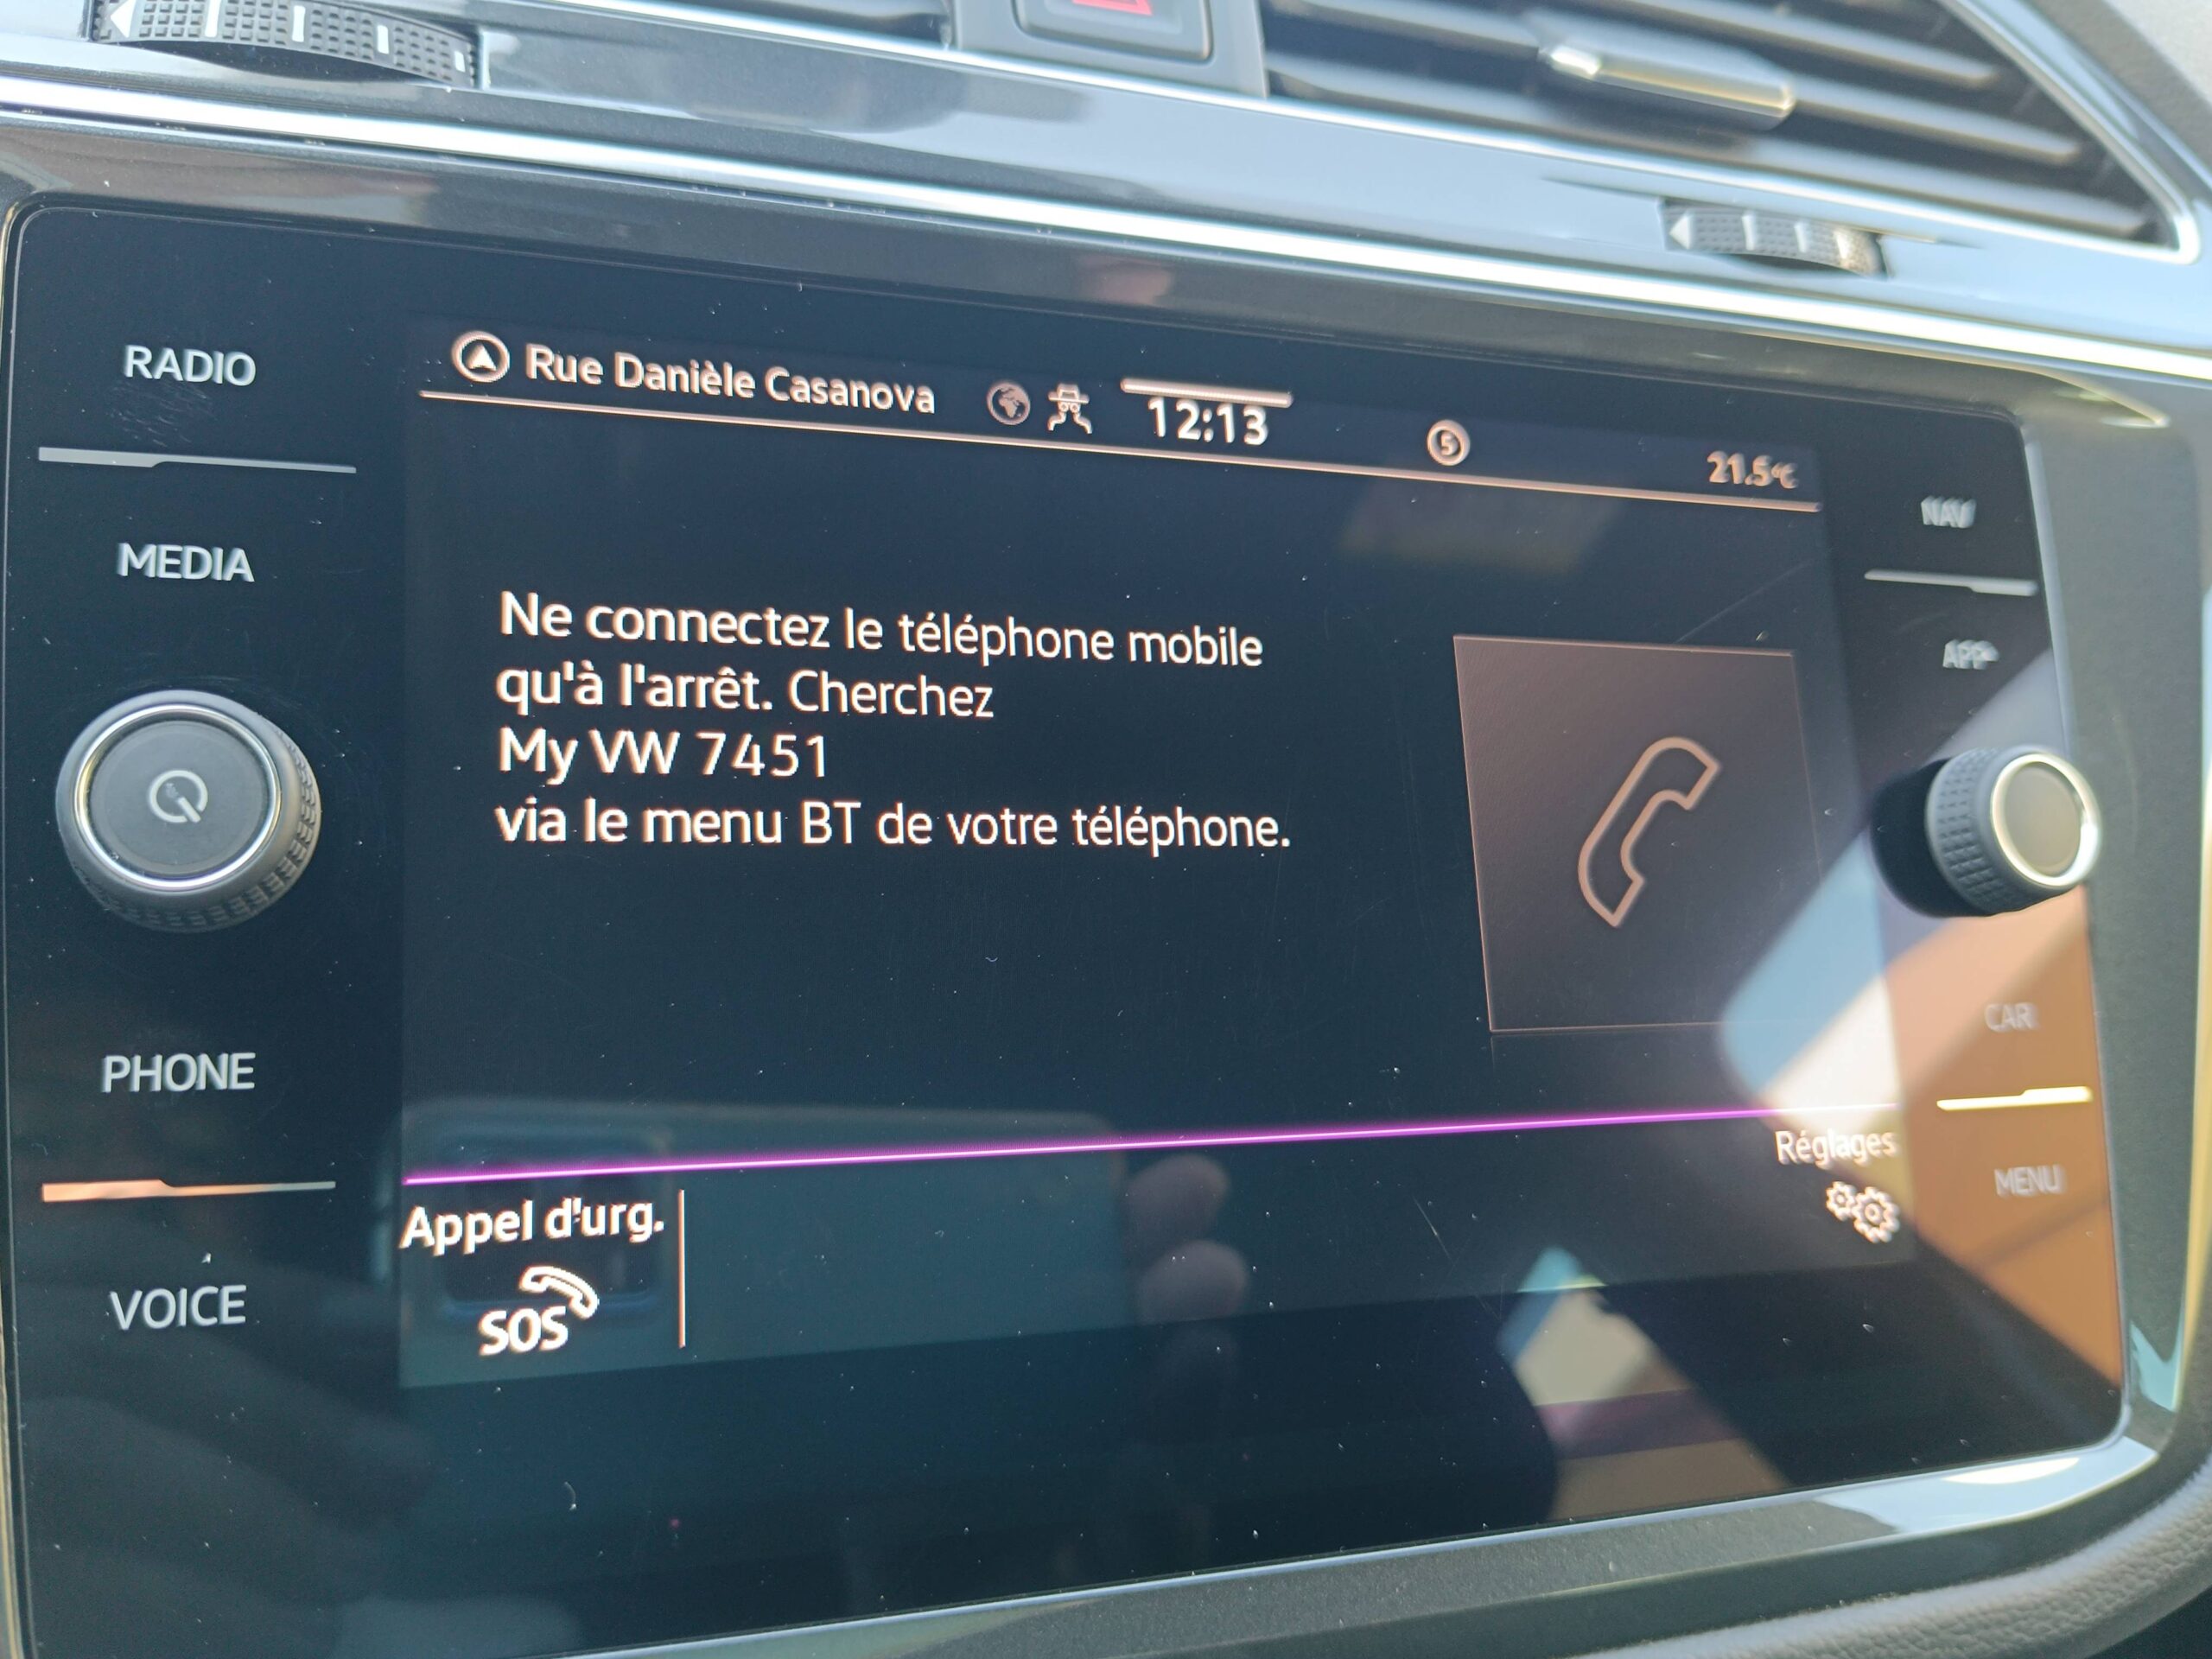 RADIO
MEDIA
PHONE
VOICE
Rue Danièle Casanova
12:13
5
21.5°C
Ne connectez le téléphone mobile
qu'à l'arrêt. Cherchez
My VW 7451
via le menu BT de votre téléphone.
Appel d'urg.
SOS
Réglages
NAV
APP
CAR
MENU